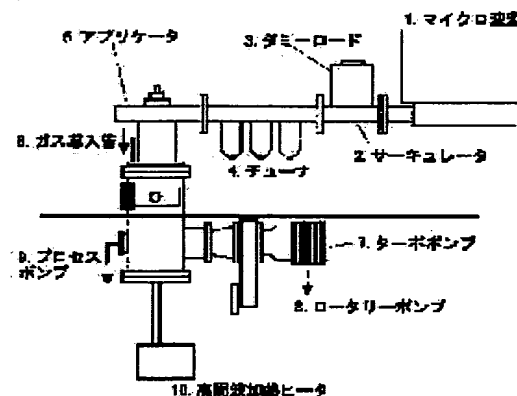 1. マイクロ波源
3. ダミーロード
5 アプリケータ
6. ガス導入管
4. チューナ
2. サーキュレータ
9. プロセス
ポンプ
7. ターボポンプ
8. ロータリーポンプ
10. 高周波加熱ヒータ